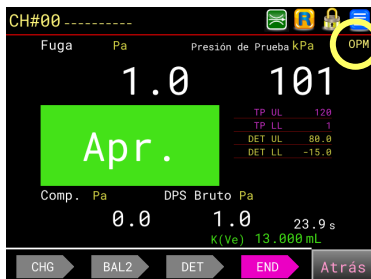 CH#00 ----------
R
Fuga Pa Presión de Prueba kPa OPM
1.0 101
Apr.
TP UL 120
TP LL 1
DET UL 80.0
DET LL -15.0
Comp. Pa DPS Bruto Pa
0.0 1.0 23.9 s
K(Ve) 13.000 mL
CHG BAL2 DET END Atrás